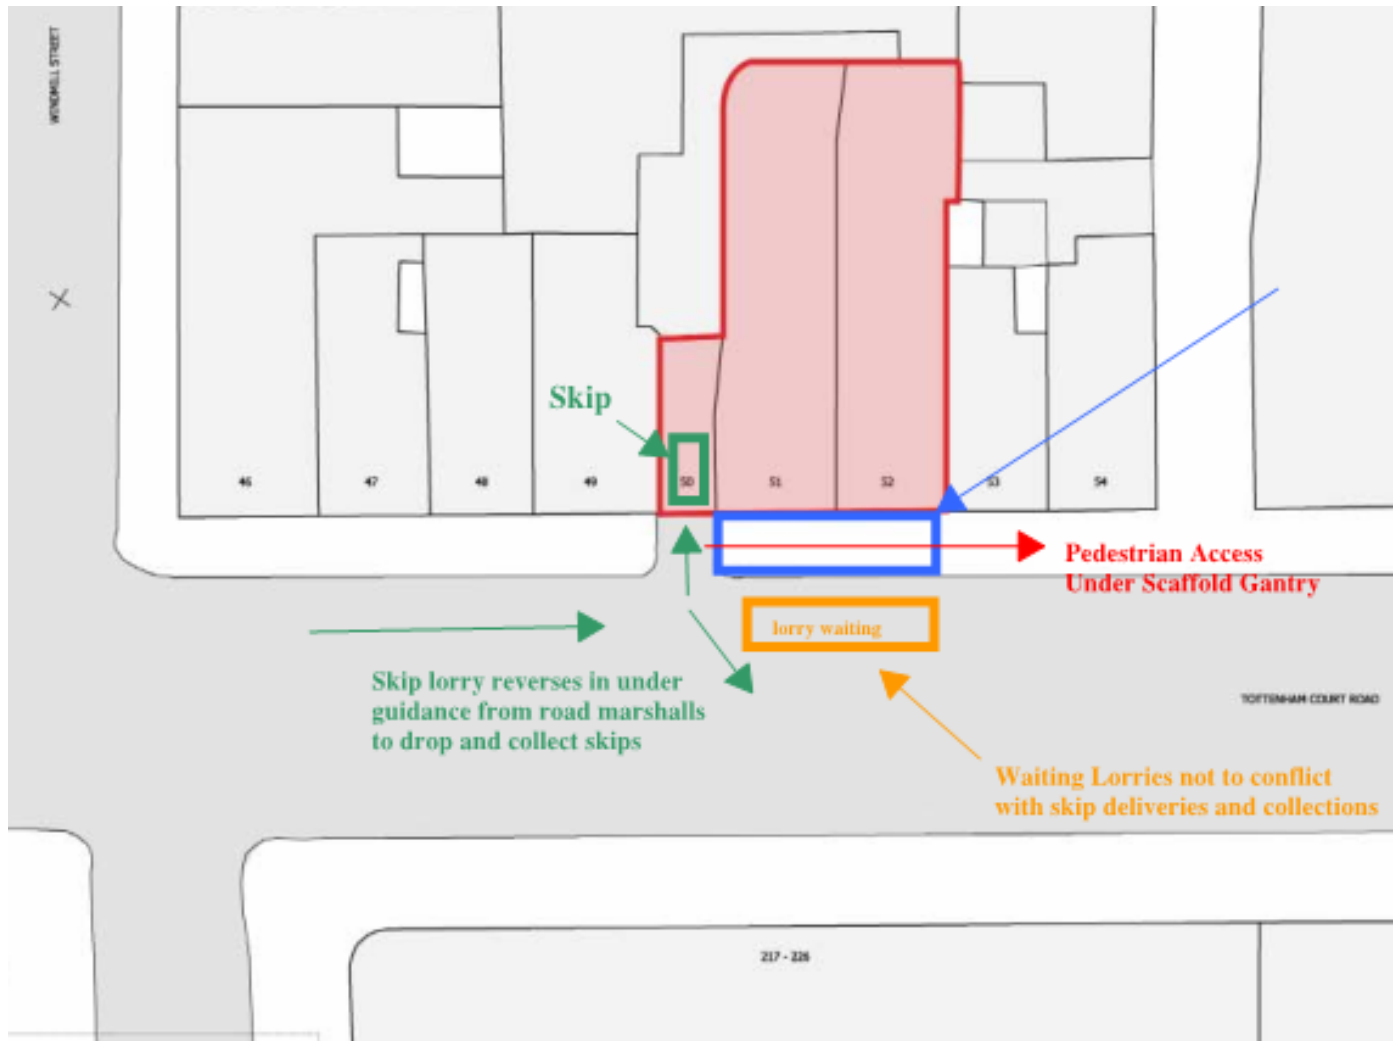 WINDMILL STREET
Skip
46
47
48
49
50
51
52
53
54
Pedestrian Access
Under Scaffold Gantry
lorry waiting
Skip lorry reverses in under
guidance from road marshalls
to drop and collect skips
TOTTENHAM COURT ROAD
Waiting Lorries not to conflict
with skip deliveries and collections
217 - 226